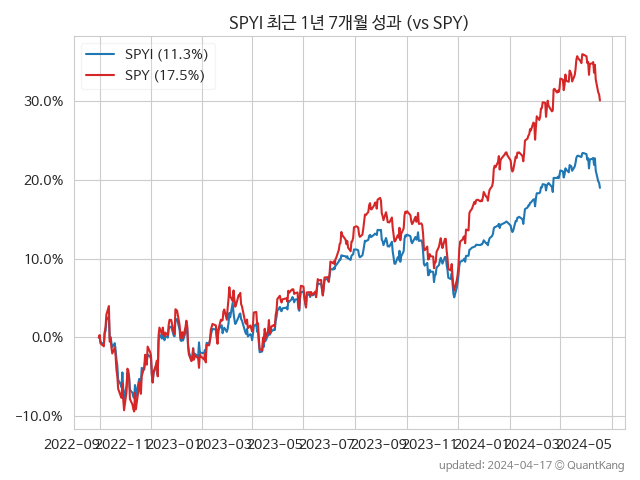 SPYI 최근 1년 7개월 성과 (vs SPY)
SPYI (11.3%)
SPY (17.5%)
30.0%
20.0%
10.0%
0.0%
−10.0%
2022-09 2022-11 2023-01 2023-03 2023-05 2023-07 2023-09 2023-11 2024-01 2024-03 2024-05
updated: 2024-04-17 © QuantKang